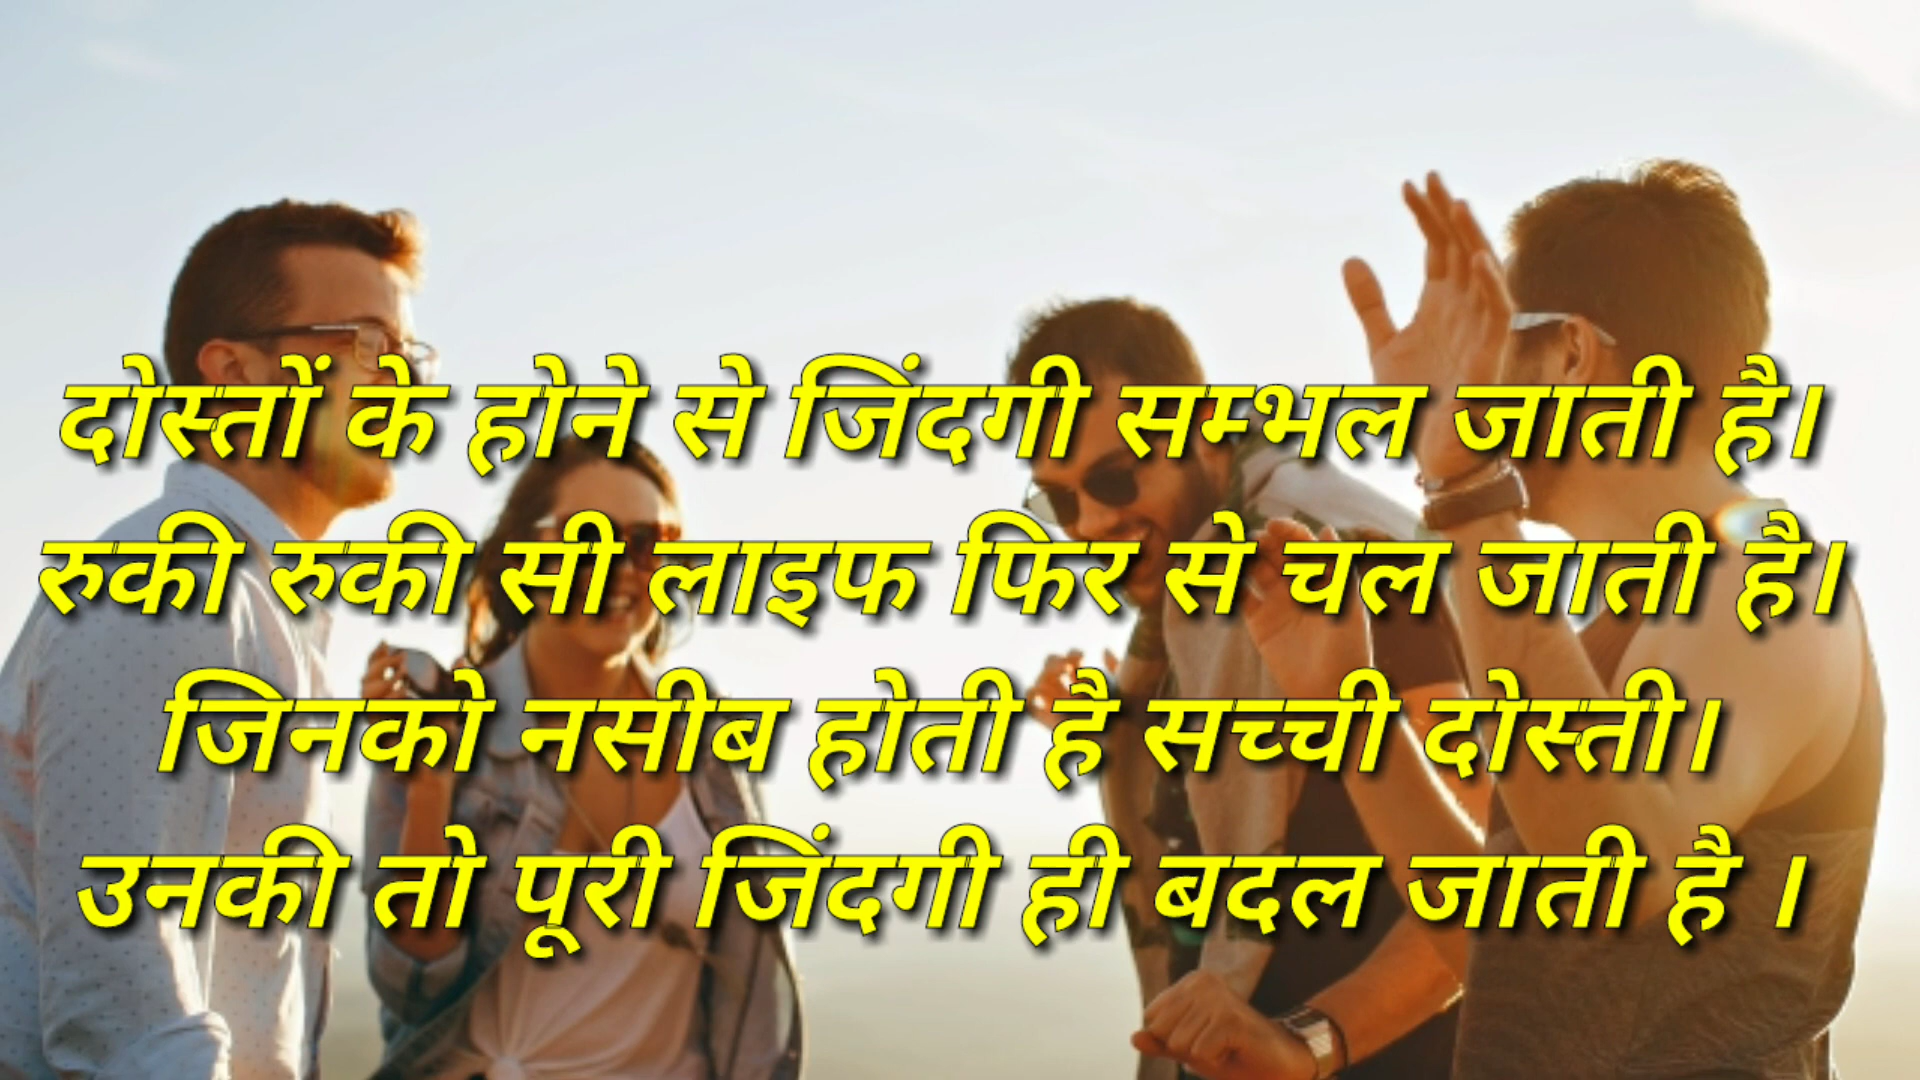 दोस्तों के होने से जिंदगी सम्भल जाती है।
रुकी रुकी सी लाइफ फिर से चल जाती है।
जिनको नसीब होती है सच्ची दोस्ती।
उनकी तो पूरी जिंदगी ही बदल जाती है ।